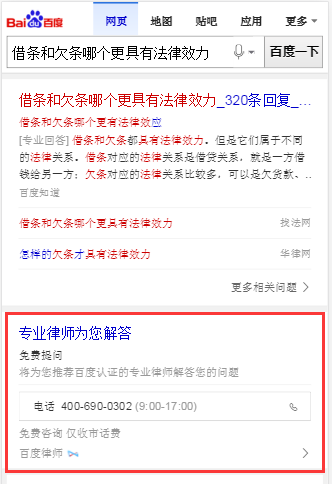 Bai du 百度 网页 地图 贴吧 应用 更多
借条和欠条哪个更具有法律效力 百度一下
借条和欠条哪个更具有法律效力_320条回复_...
借条和欠条哪个更有法律效应
[专业回答] 借条和欠条都具有法律效力。但是它们属于不同
的法律关系。借条对应的法律关系是借贷关系，就是一方借
钱给另一方；欠条对应的法律关系比较多，可以是欠货款、..
百度知道
借条和欠条哪个更具有法律效力 找法网
怎样的欠条才具有法律效力 华律网
更多相关问题 >
专业律师为您解答
免费提问
将为您推荐百度认证的专业律师解答您的问题
电话 400-690-0302 (9:00-17:00)
免费咨询 仅收市话费
百度律师 >